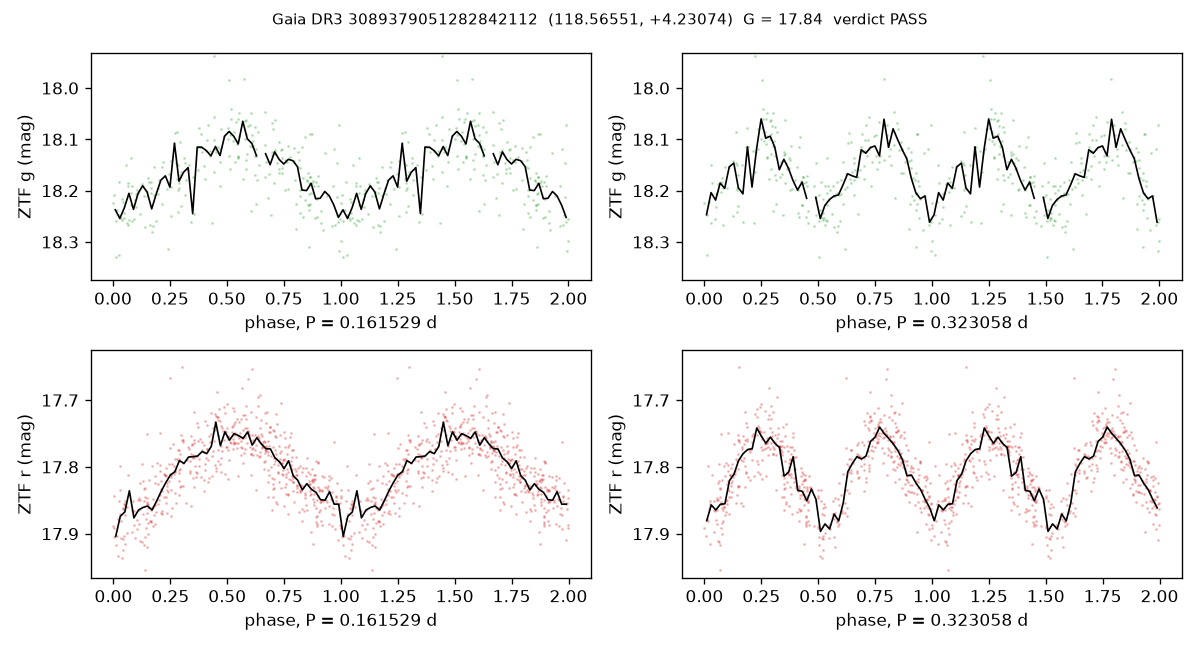 Gaia DR3 3089379051282842112 (118.56551, +4.23074) G = 17.84 verdict PASS
ZTF g (mag)
18.0
18.1
18.2
18.3
0.00 0.25 0.50 0.75 1.00 1.25 1.50 1.75 2.00
phase, P = 0.161529 d
ZTF g (mag)
18.0
18.1
18.2
18.3
0.00 0.25 0.50 0.75 1.00 1.25 1.50 1.75 2.00
phase, P = 0.323058 d
ZTF r (mag)
17.7
17.8
17.9
0.00 0.25 0.50 0.75 1.00 1.25 1.50 1.75 2.00
phase, P = 0.161529 d
ZTF r (mag)
17.7
17.8
17.9
0.00 0.25 0.50 0.75 1.00 1.25 1.50 1.75 2.00
phase, P = 0.323058 d